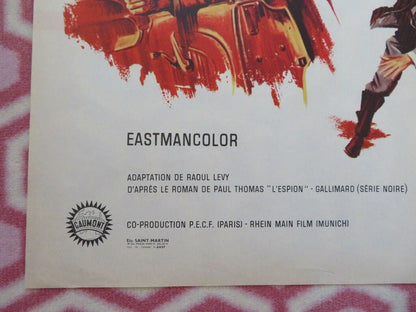 EASTMANCOLOR
ADAPTATION DE RAOUL LEVY
D'APRÈS LE ROMAN DE PAUL THOMAS "L'ESPION" - GALLIMARD (SÉRIE NOIRE)
GAUMONT
CO-PRODUCTION P.E.C.F. (PARIS) - RHEIN MAIN FILM (MUNICH)
Ets. SAINT-MARTIN